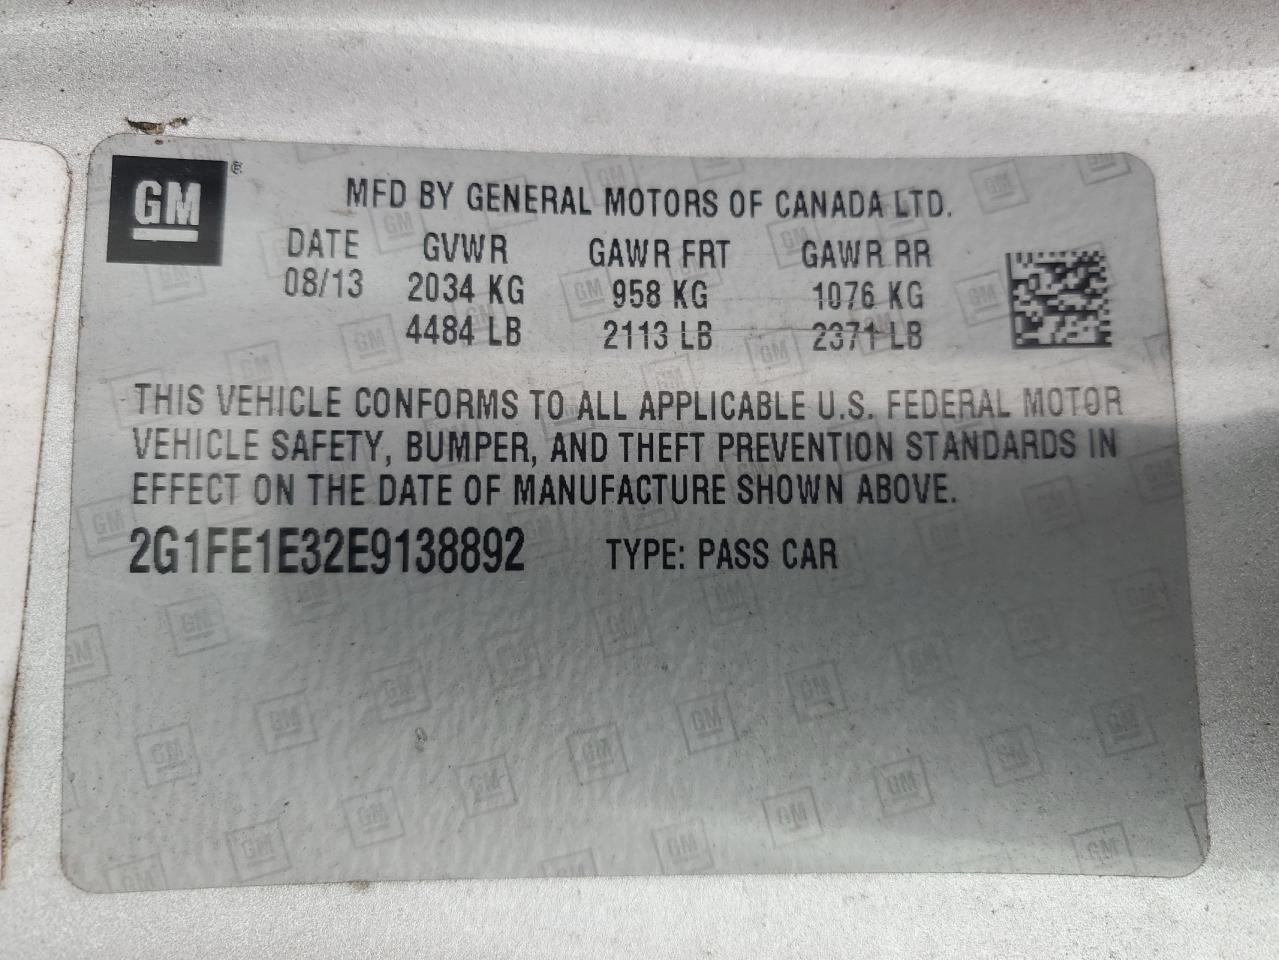 GM ®
MFD BY GENERAL MOTORS OF CANADA LTD.
DATE GVWR GAWR FRT GAWR RR
08/13 2034 KG 958 KG 1076 KG
4484 LB 2113 LB 2371 LB
THIS VEHICLE CONFORMS TO ALL APPLICABLE U.S. FEDERAL MOTOR
VEHICLE SAFETY, BUMPER, AND THEFT PREVENTION STANDARDS IN
EFFECT ON THE DATE OF MANUFACTURE SHOWN ABOVE.
2G1FE1E32E9138892 TYPE: PASS CAR